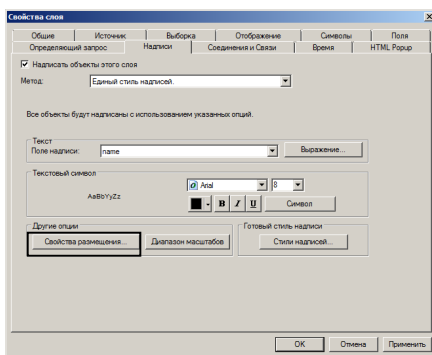 Свойства слоя
Общие Источник Выборка Отображение Символы Поля
Определяющий запрос Надписи Соединения и Связи Время HTML Popup
Надписать объекты этого слоя
Метод: Единый стиль надписей.
Все объекты будут надписаны с использованием указанных опций.
Текст
Поле надписи: name Выражение...
Текстовый символ
AaBbYyZz
Arial 8
B I U Символ
Другие опции Готовый стиль надписи
Свойства размещения... Диапазон масштабов Стили надписей...
OK Отмена Применить